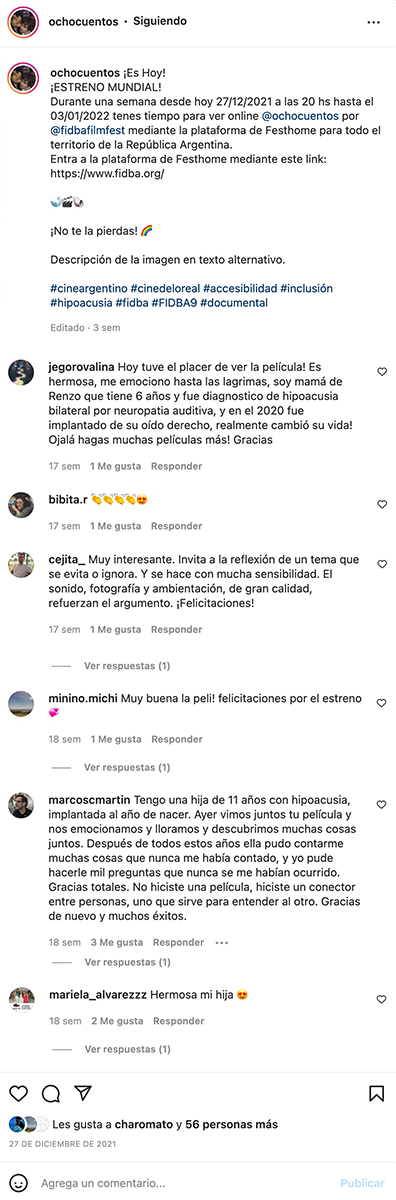 ochocuentos • Siguiendo
ochocuentos ¡Es Hoy!
¡ESTRENO MUNDIAL!
Durante una semana desde hoy 27/12/2021 a las 20 hs hasta el
03/01/2022 tenes tiempo para ver online @ochocuentos por
@fidbafilmfest mediante la plataforma de Festhome para todo el
territorio de la República Argentina.
Entra a la plataforma de Festhome mediante este link:
https://www.fidba.org/
¡No te la pierdas! 🌈
Descripción de la imagen en texto alternativo.
#cineargentino #cinedeloreal #accesibilidad #inclusión
#hipoacusia #fidba #FIDBA9 #documental
Editado · 3 sem
jegorovalina Hoy tuve el placer de ver la película! Es
hermosa, me emociono hasta las lagrimas, soy mamá de
Renzo que tiene 6 años y fue diagnostico de hipoacusia
bilateral por neuropatia auditiva, y en el 2020 fue
implantado de su oído derecho, realmente cambió su vida!
Ojalá hagas muchas películas más! Gracias
17 sem 1 Me gusta Responder
bibita.r 👏👏👏👏😍
17 sem 1 Me gusta Responder
cejita_ Muy interesante. Invita a la reflexión de un tema que
se evita o ignora. Y se hace con mucha sensibilidad. El
sonido, fotografía y ambientación, de gran calidad,
refuerzan el argumento. ¡Felicitaciones!
17 sem 1 Me gusta Responder
Ver respuestas (1)
minino.michi Muy buena la peli! felicitaciones por el estreno
💞
18 sem 1 Me gusta Responder
Ver respuestas (1)
marcoscmartin Tengo una hija de 11 años con hipoacusia,
implantada al año de nacer. Ayer vimos juntos tu película y
nos emocionamos y lloramos y descubrimos muchas cosas
juntos. Después de todos estos años ella pudo contarme
muchas cosas que nunca me había contado, y yo pude
hacerle mil preguntas que nunca se me habían ocurrido.
Gracias totales. No hiciste una película, hiciste un conector
entre personas, uno que sirve para entender al otro. Gracias
de nuevo y muchos éxitos.
18 sem 3 Me gusta Responder ...
Ver respuestas (1)
mariela_alvarezzz Hermosa mi hija 😍
18 sem 2 Me gusta Responder
Ver respuestas (1)
Les gusta a charomato y 56 personas más
27 DE DICIEMBRE DE 2021
Agrega un comentario... Publicar